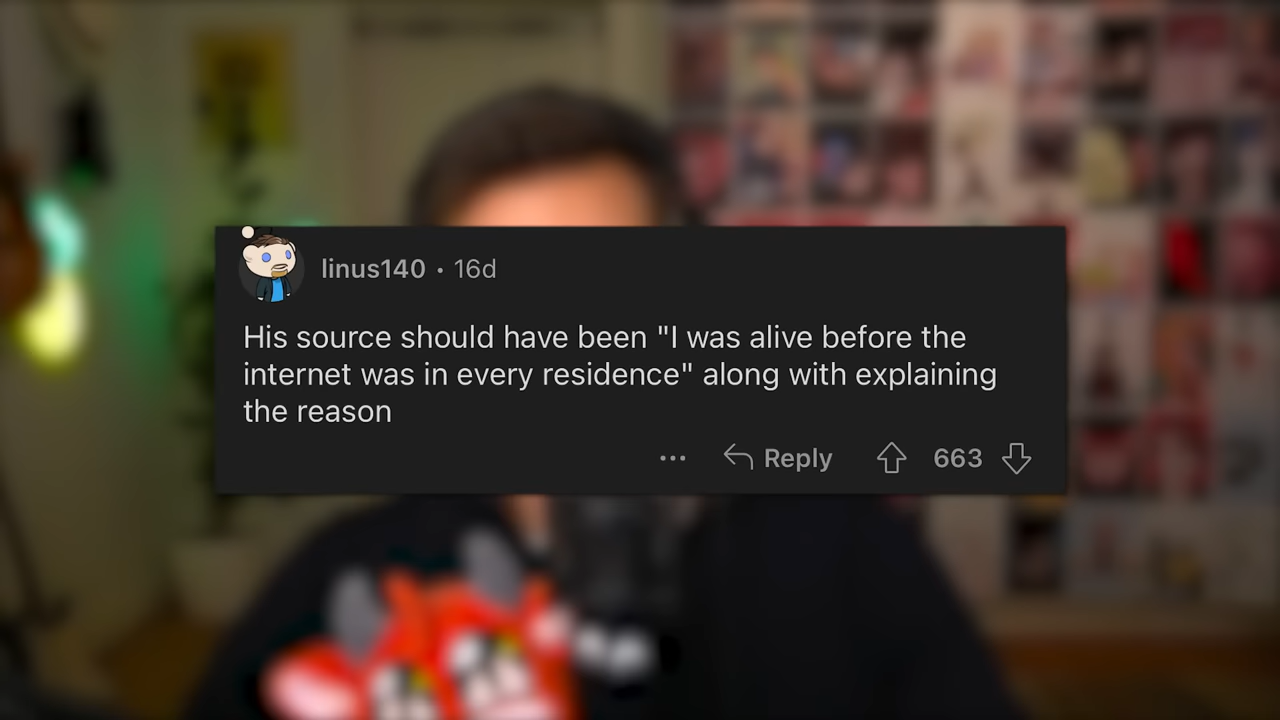 linus140 • 16d
His source should have been "I was alive before the
internet was in every residence" along with explaining
the reason
... Reply 663